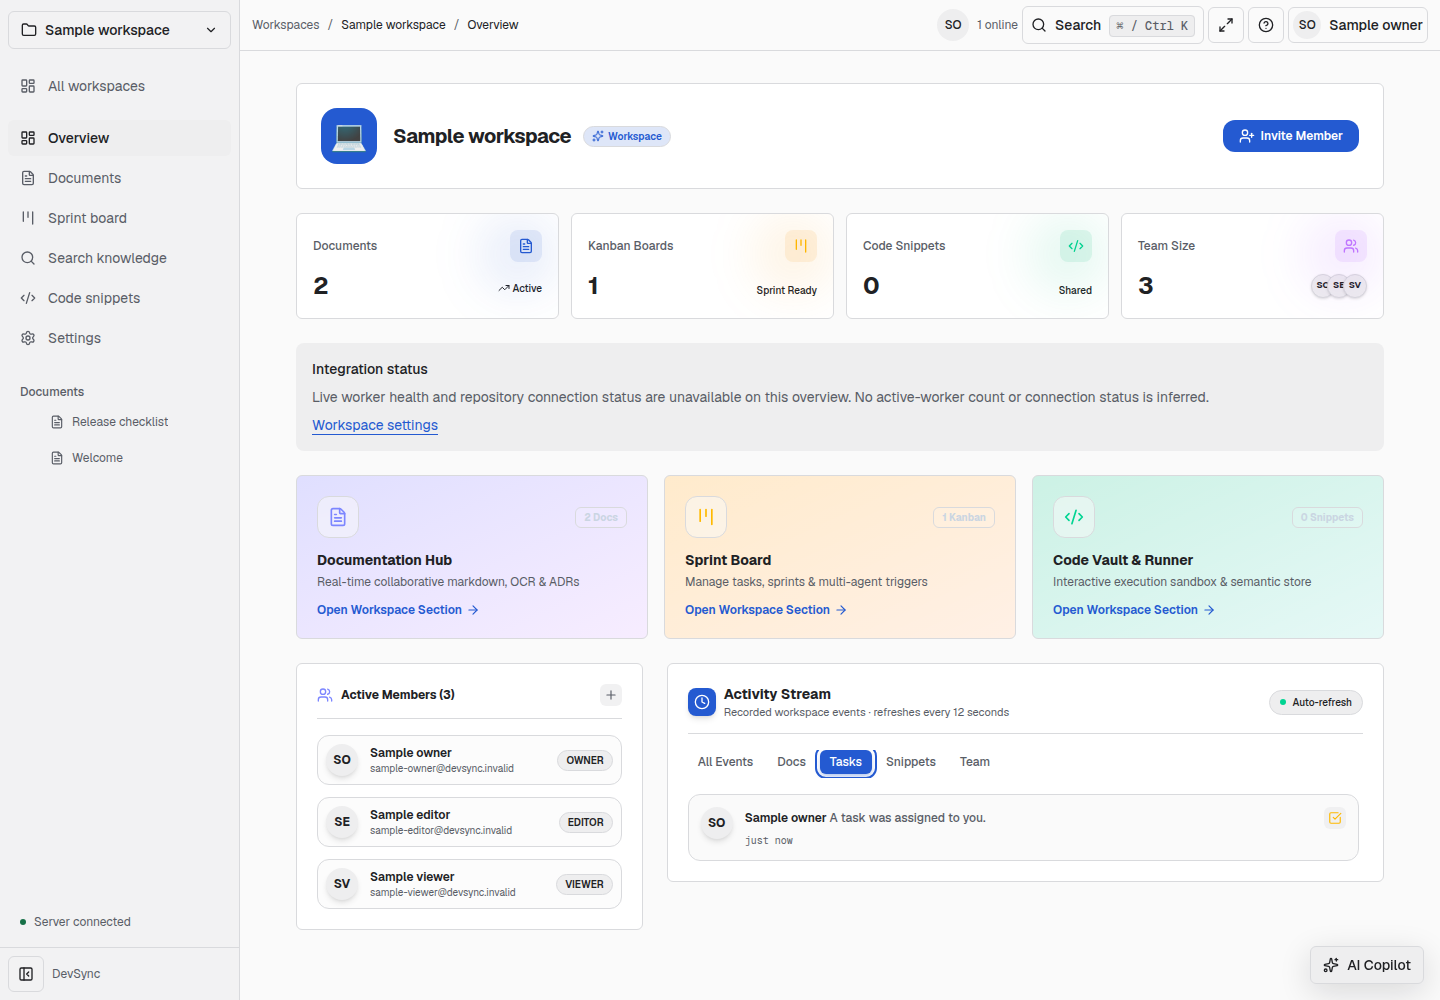 Sample workspace
Workspaces / Sample workspace / Overview
SO 1 online
Search ⌘ / Ctrl K
SO Sample owner
All workspaces
Overview
Documents
Sprint board
Search knowledge
Code snippets
Settings
Documents
Release checklist
Welcome
Server connected
DevSync
Sample workspace
Workspace
Invite Member
Documents
2
Active
Kanban Boards
1
Sprint Ready
Code Snippets
0
Shared
Team Size
3
SO SE SV
Integration status
Live worker health and repository connection status are unavailable on this overview. No active-worker count or connection status is inferred.
Workspace settings
2 Docs
Documentation Hub
Real-time collaborative markdown, OCR & ADRs
Open Workspace Section
1 Kanban
Sprint Board
Manage tasks, sprints & multi-agent triggers
Open Workspace Section
0 Snippets
Code Vault & Runner
Interactive execution sandbox & semantic store
Open Workspace Section
Active Members (3)
SO
Sample owner
sample-owner@devsync.invalid
OWNER
SE
Sample editor
sample-editor@devsync.invalid
EDITOR
SV
Sample viewer
sample-viewer@devsync.invalid
VIEWER
Activity Stream
Recorded workspace events · refreshes every 12 seconds
Auto-refresh
All Events Docs Tasks Snippets Team
SO
Sample owner A task was assigned to you.
just now
AI Copilot